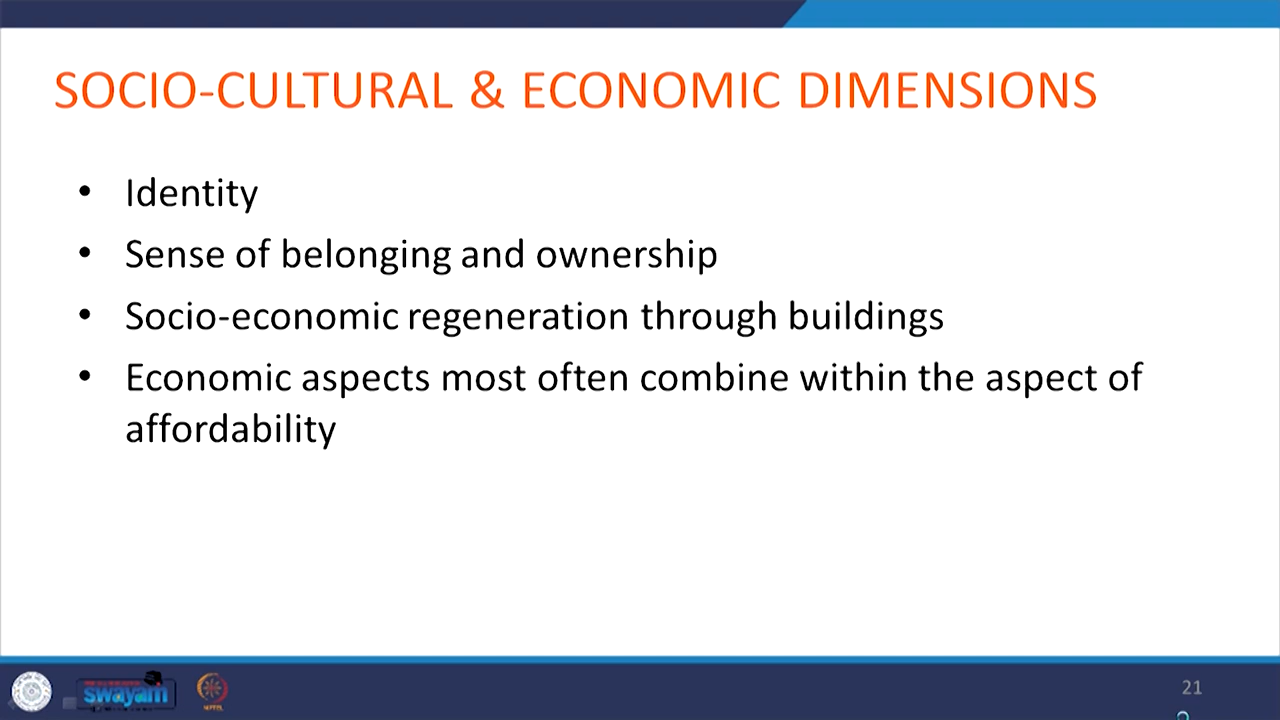 SOCIO-CULTURAL & ECONOMIC DIMENSIONS
• Identity
• Sense of belonging and ownership
• Socio-economic regeneration through buildings
• Economic aspects most often combine within the aspect of
affordability
swayam
21